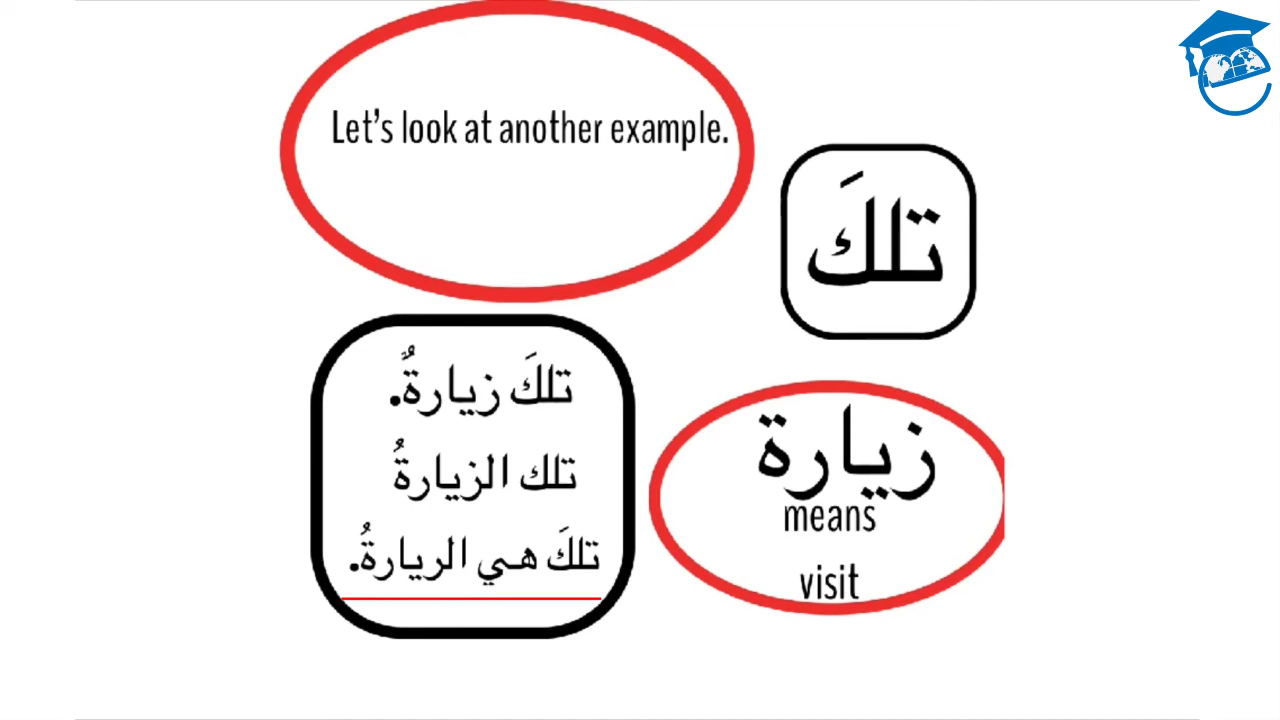 Let's look at another example.
تلكَ
تلكَ زيارةٌ.
تلك الزيارةُ
تلكَ هي الريارةُ.
زيارة
means
visit